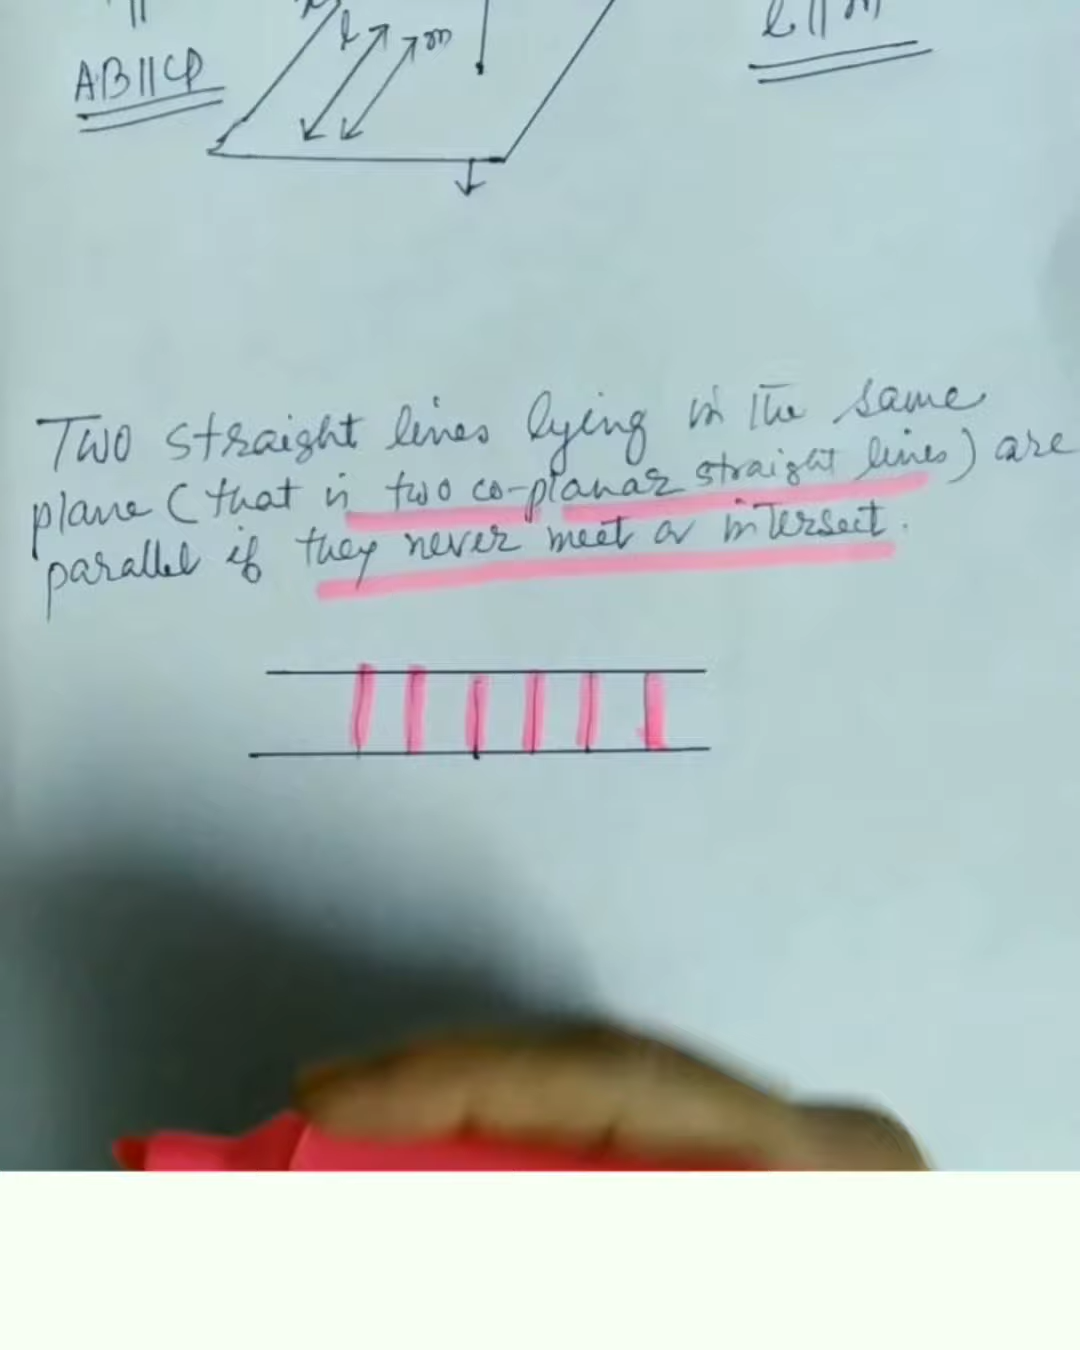 l m
l || m
AB||CD
Two straight lines lying in the same
plane (that is two co-planar straight lines) are
parallel if they never meet or intersect.